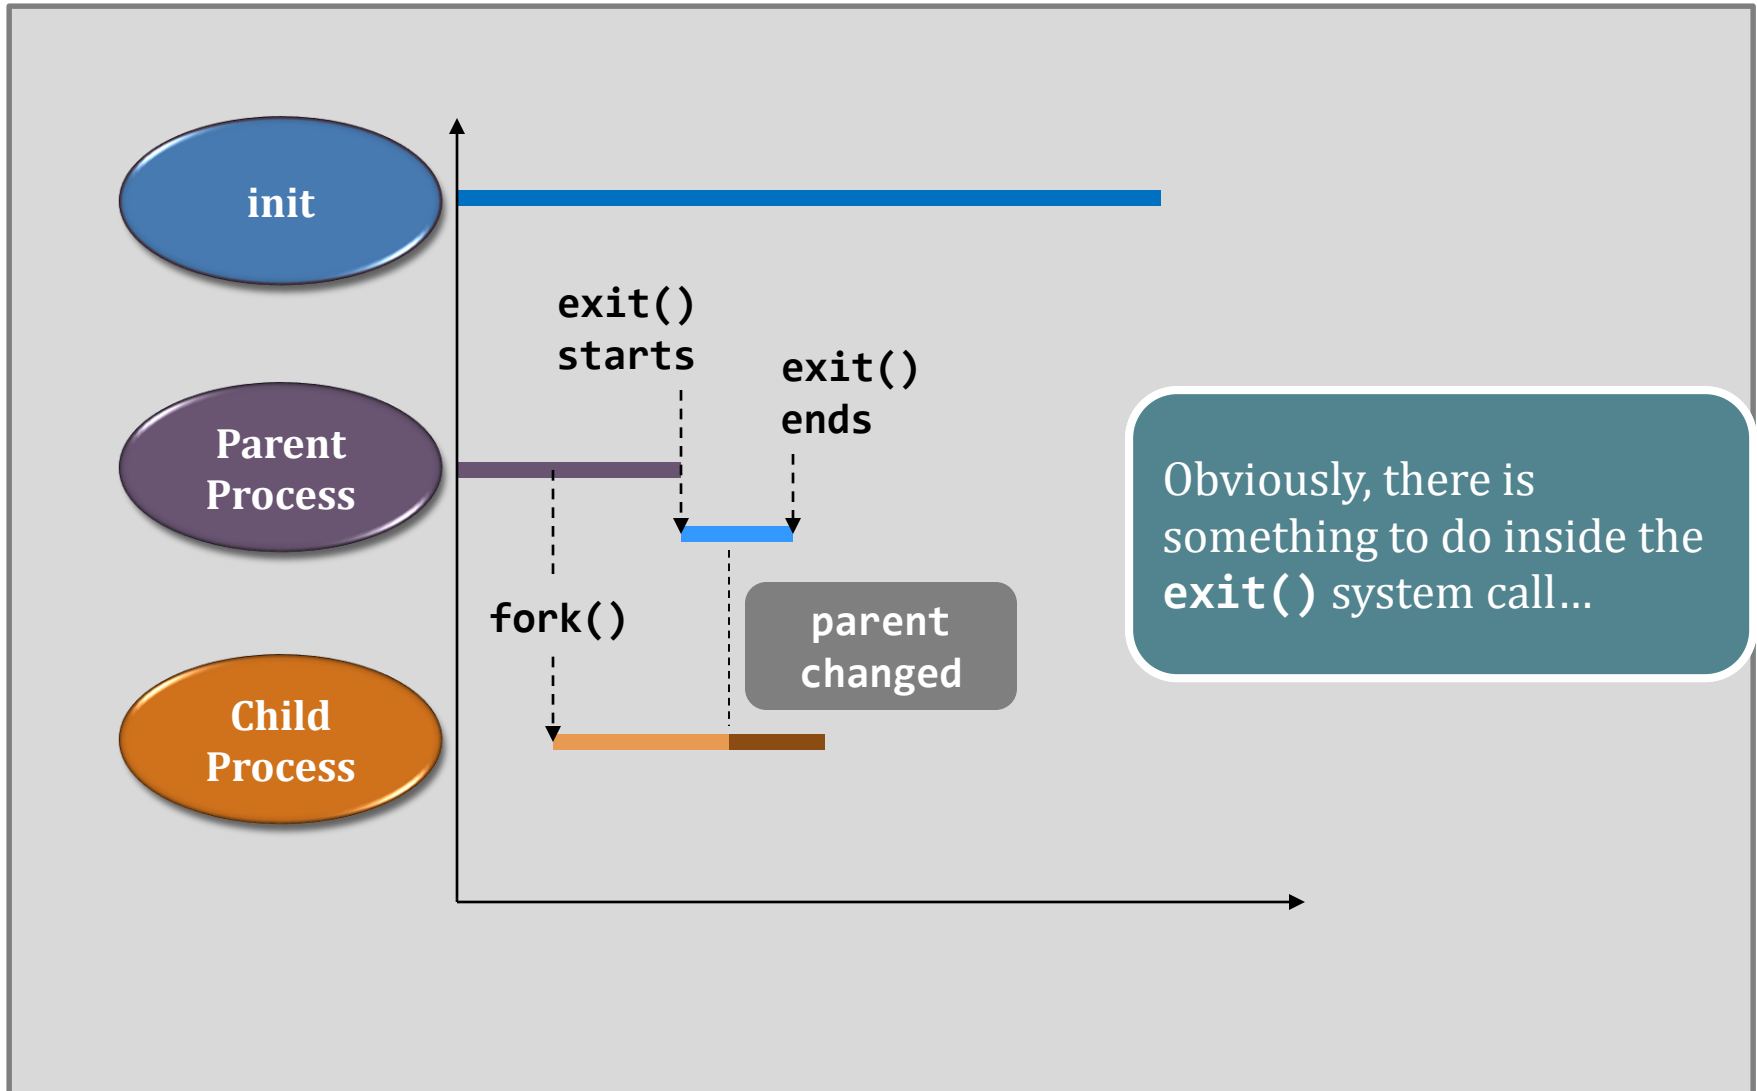 init
exit()
starts
exit()
ends
Parent
Process
Obviously, there is
something to do inside the
exit() system call…
fork()
parent
changed
Child
Process